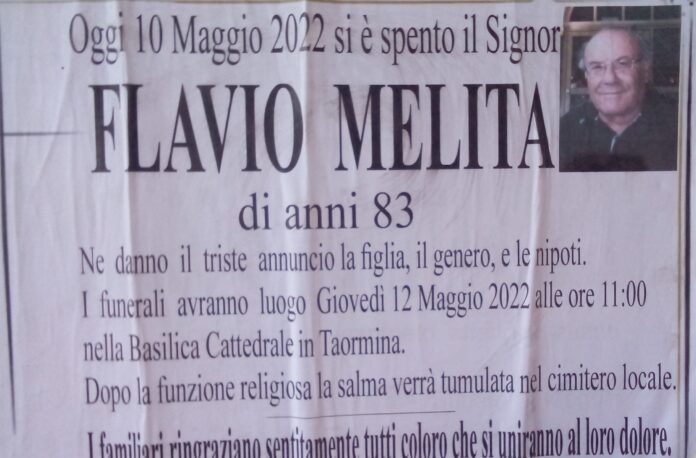 Oggi 10 Maggio 2022 si è spento il Signor
FLAVIO MELITA
di anni 83
Ne danno il triste annuncio la figlia, il genero, e le nipoti.
I funerali avranno luogo Giovedì 12 Maggio 2022 alle ore 11:00
nella Basilica Cattedrale in Taormina.
Dopo la funzione religiosa la salma verrà tumulata nel cimitero locale.
I familiari ringraziano sentitamente tutti coloro che si uniranno al loro dolore.